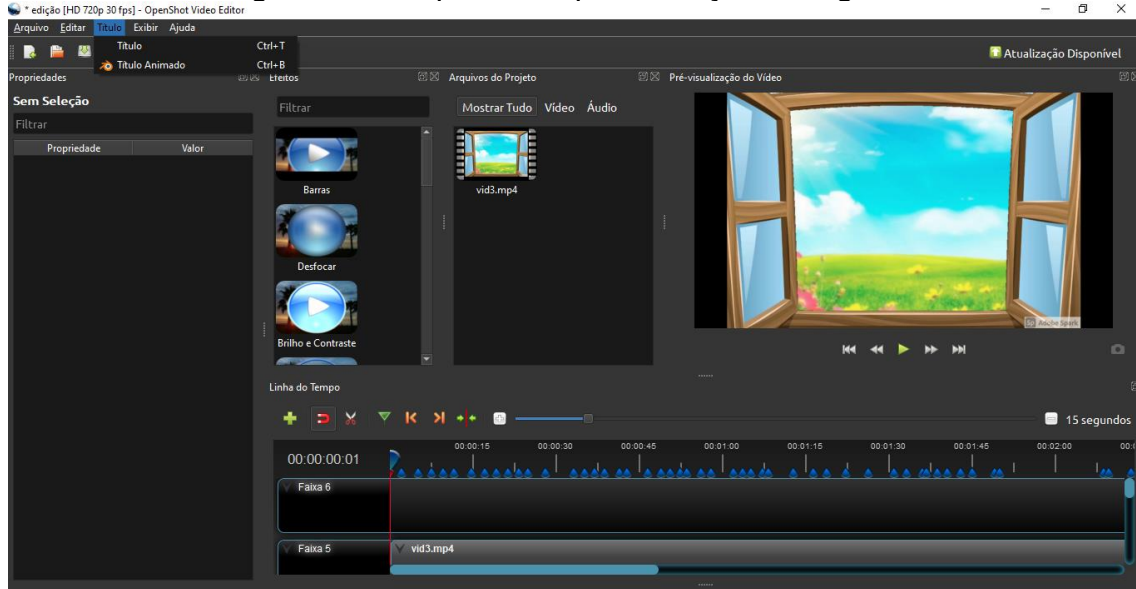 * edição [HD 720p 30 fps] - OpenShot Video Editor
Arquivo Editar Título Exibir Ajuda
Título Ctrl+T
Título Animado Ctrl+B
Atualização Disponível
Propriedades
Efeitos
Arquivos do Projeto
Pré-visualização do Vídeo
Sem Seleção
Filtrar
Propriedade Valor
Filtrar
Barras
Desfocar
Brilho e Contraste
Mostrar Tudo Vídeo Áudio
vid3.mp4
Adobe Spark
Linha do Tempo
15 segundos
00:00:00:01
00:00:15 00:00:30 00:00:45 00:01:00 00:01:15 00:01:30 00:01:45 00:02:00
Faixa 6
Faixa 5
vid3.mp4